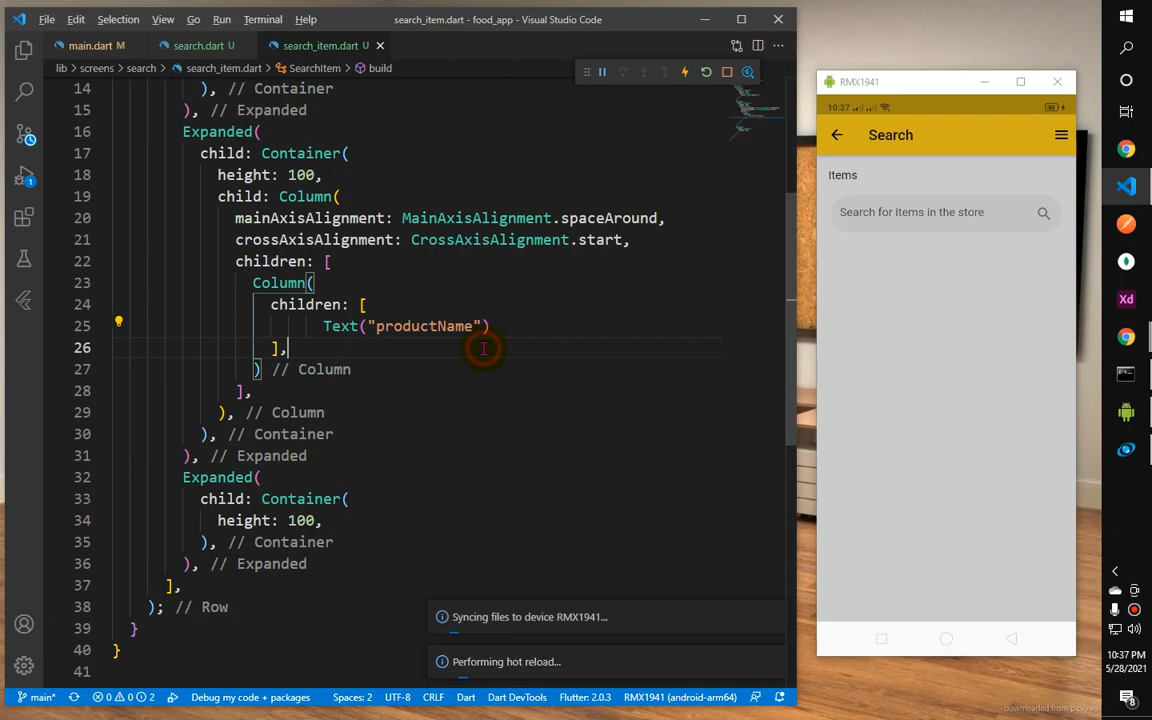 File Edit Selection View Go Run Terminal Help search_item.dart - food_app - Visual Studio Code
main.dart M search.dart U search_item.dart U
lib > screens > search > search_item.dart > SearchItem > build
14 ), // Container
15 ), // Expanded
16 Expanded(
17 child: Container(
18 height: 100,
19 child: Column(
20 mainAxisAlignment: MainAxisAlignment.spaceAround,
21 crossAxisAlignment: CrossAxisAlignment.start,
22 children: [
23 Column(
24 children: [
25 Text("productName")
26 ],
27 ) // Column
28 ],
29 ), // Column
30 ), // Container
31 ), // Expanded
32 Expanded(
33 child: Container(
34 height: 100,
35 ), // Container
36 ), // Expanded
37 ],
38 ); // Row
39 }
40 }
41
Syncing files to device RMX1941...
Performing hot reload...
main* 0 0 2 Debug my code + packages Spaces: 2 UTF-8 CRLF Dart Dart DevTools Flutter: 2.0.3 RMX1941 (android-arm64)
RMX1941
10:37
Search
Items
Search for items in the store
Xd
10:37 PM
5/28/2021
8